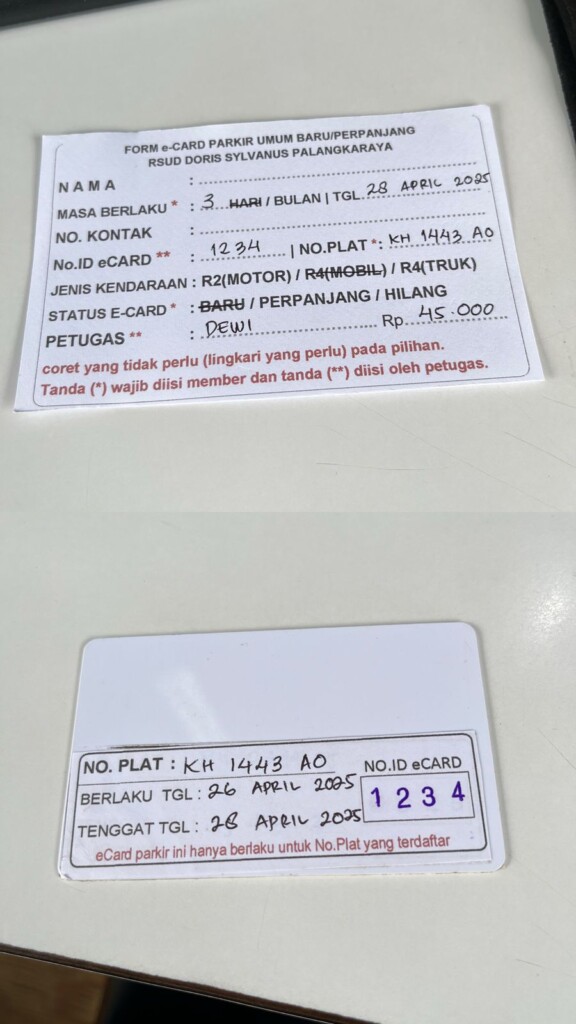 FORM e-CARD PARKIR UMUM BARU/PERPANJANG
RSUD DORIS SYLVANUS PALANGKARAYA
NAMA :
MASA BERLAKU * : 3 HARI / BULAN | TGL. 28 APRIL 2025
NO. KONTAK :
No.ID eCARD ** : 1234 | NO.PLAT *: KH 1443 AO
JENIS KENDARAAN : R2(MOTOR) / R4(MOBIL) / R4(TRUK)
STATUS E-CARD * : BARU / PERPANJANG / HILANG
PETUGAS ** : DEWI Rp. 45.000
coret yang tidak perlu (lingkari yang perlu) pada pilihan.
Tanda (*) wajib diisi member dan tanda (**) diisi oleh petugas.
NO. PLAT : KH 1443 AO
NO.ID eCARD
BERLAKU TGL : 26 APRIL 2025
1 2 3 4
TENGGAT TGL : 28 APRIL 2025
eCard parkir ini hanya berlaku untuk No.Plat yang terdaftar